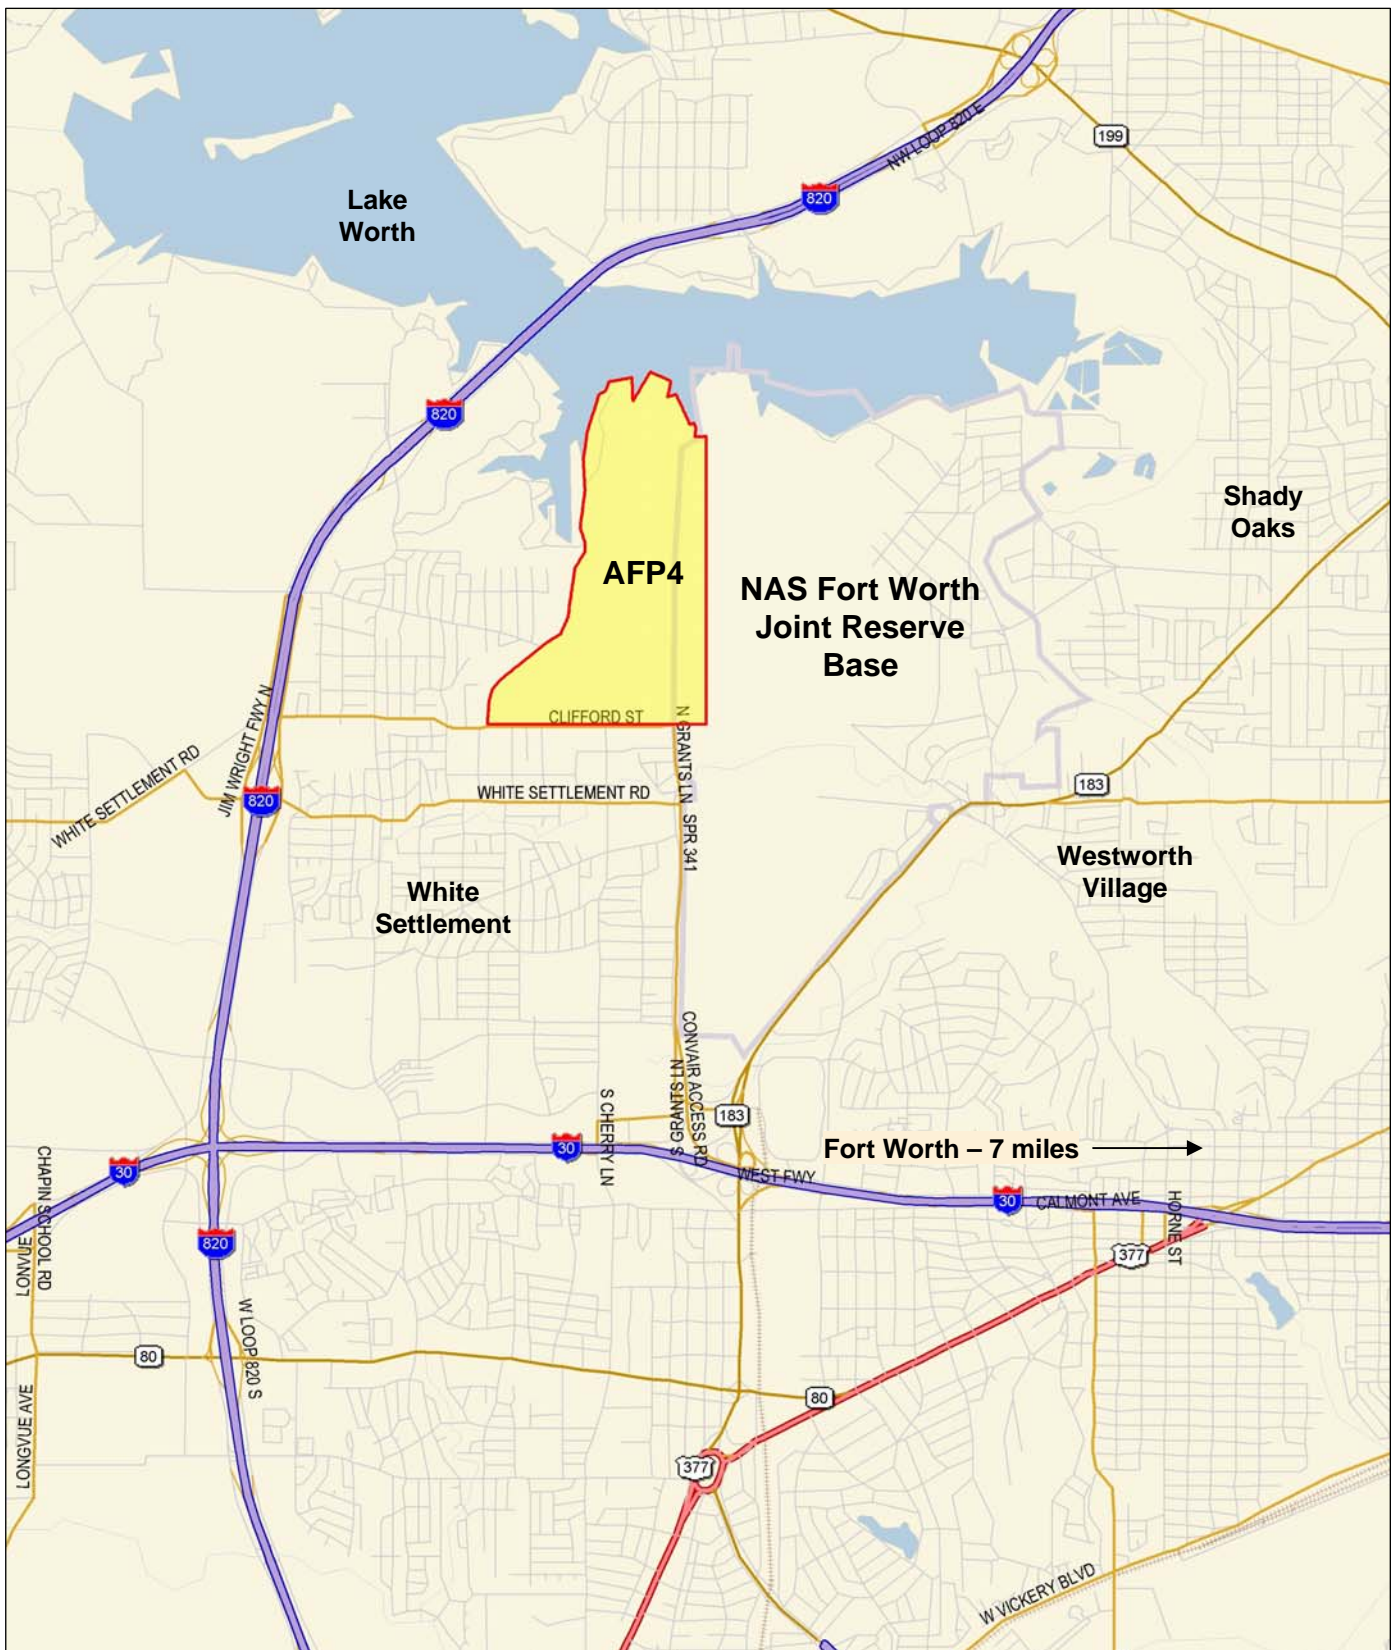 199
NW LOOP 820 E
820
Lake
Worth
820
Shady
Oaks
AFP4
NAS Fort Worth
Joint Reserve
Base
CLIFFORD ST
N GRANTS LN SPR 341
JIM WRIGHT FWY N
WHITE SETTLEMENT RD
820
WHITE SETTLEMENT RD
183
Westworth
Village
White
Settlement
CONVAIR ACCESS RD
S GRANTS LN
S CHERRY LN
183
Fort Worth – 7 miles
30
30
WEST FWY
30
CALMONT AVE
HORNE ST
CHAPIN SCHOOL RD
LONVUE
820
377
W LOOP 820 S
80
80
LONGVUE AVE
377
W VICKERY BLVD